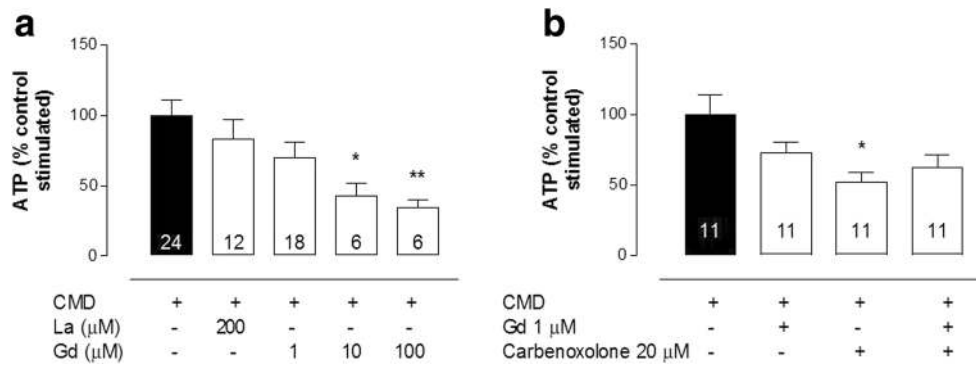 a
ATP (% control stimulated)
150
100
50
0
*
**
24 12 18 6 6
CMD + + + + +
La (μM) - 200 - - -
Gd (μM) - - 1 10 100
b
ATP (% control stimulated)
150
100
50
0
*
11 11 11 11
CMD + + + +
Gd 1 μM - + - +
Carbenoxolone 20 μM - - + +